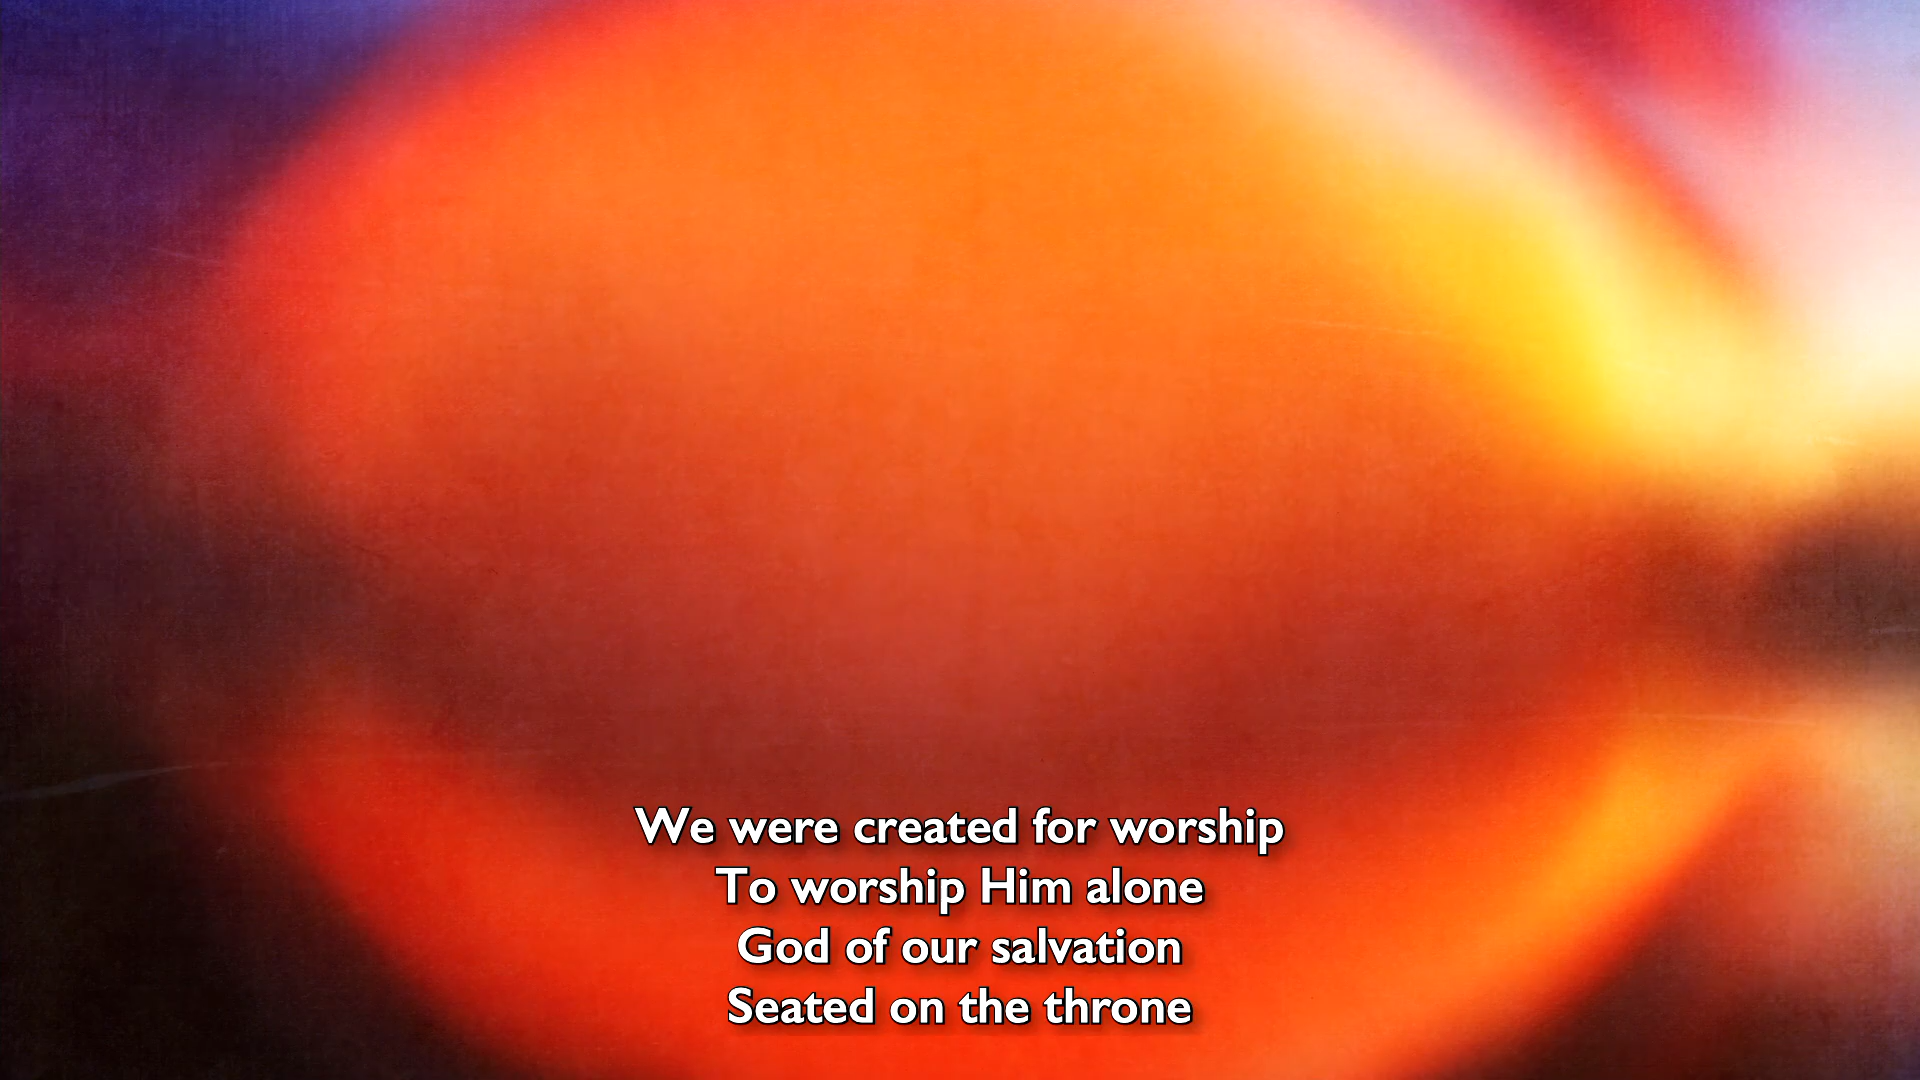 We were created for worship
To worship Him alone
God of our salvation
Seated on the throne